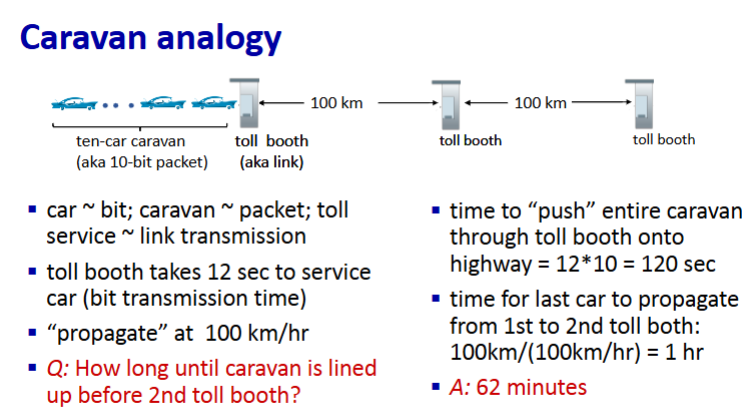 Caravan analogy
100 km
100 km
ten-car caravan
(aka 10-bit packet)
toll booth
(aka link)
toll booth
toll booth
▪ car ~ bit; caravan ~ packet; toll
service ~ link transmission
▪ toll booth takes 12 sec to service
car (bit transmission time)
▪ “propagate” at 100 km/hr
▪ Q: How long until caravan is lined
up before 2nd toll booth?
▪ time to “push” entire caravan
through toll booth onto
highway = 12*10 = 120 sec
▪ time for last car to propagate
from 1st to 2nd toll both:
100km/(100km/hr) = 1 hr
▪ A: 62 minutes